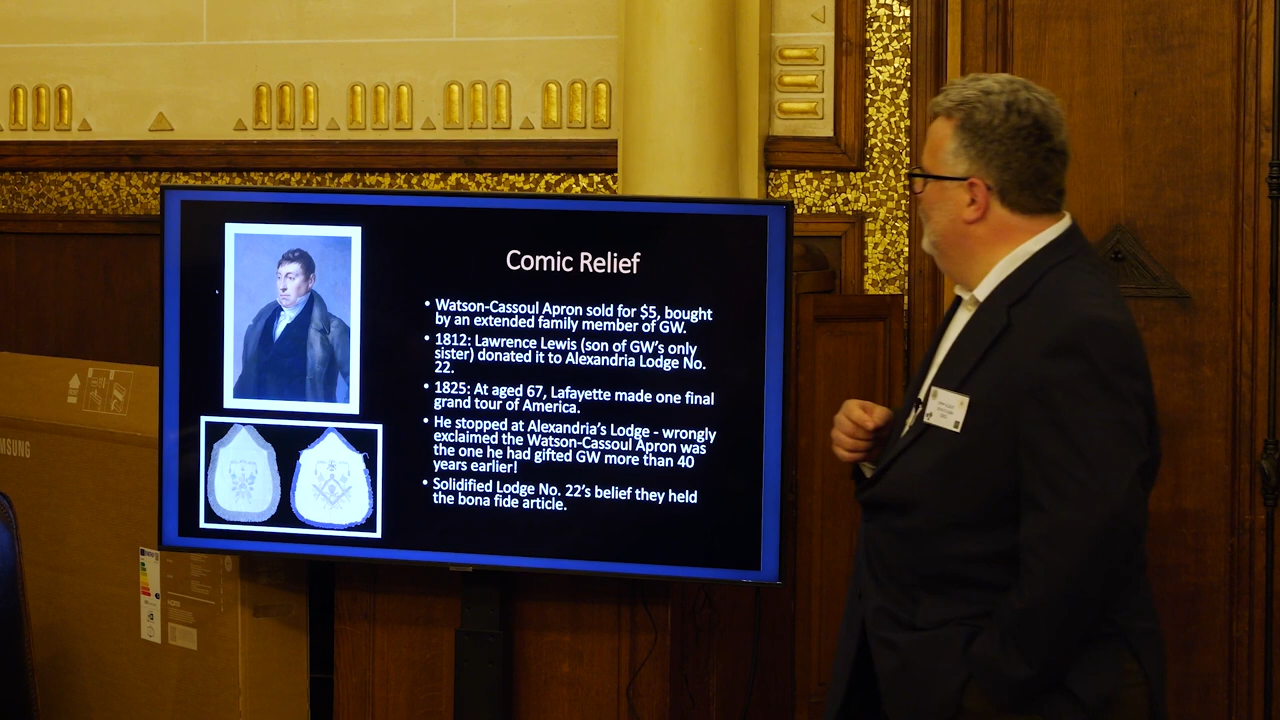 Comic Relief
• Watson-Cassoul Apron sold for $5, bought
by an extended family member of GW.
• 1812: Lawrence Lewis (son of GW's only
sister) donated it to Alexandria Lodge No.
22.
• 1825: At aged 67, Lafayette made one final
grand tour of America.
• He stopped at Alexandria's Lodge - wrongly
exclaimed the Watson-Cassoul Apron was
the one he had gifted GW more than 40
years earlier!
• Solidified Lodge No. 22's belief they held
the bona fide article.
MSUNG